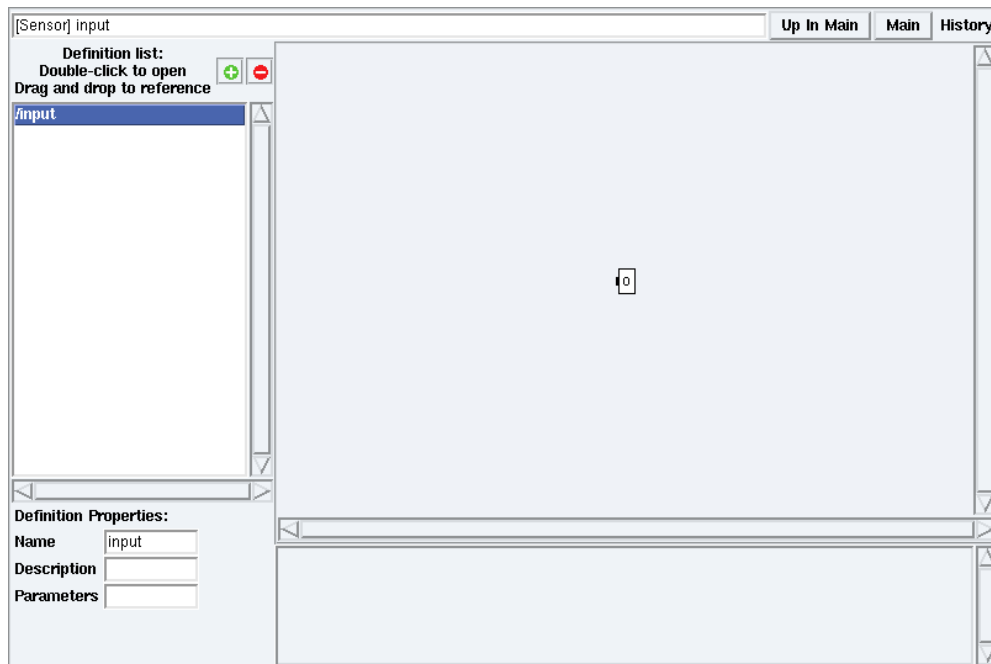 [Sensor] input
Up In Main
Main
History
Definition list:
Double-click to open
Drag and drop to reference
/input
0
Definition Properties:
Name
input
Description
Parameters